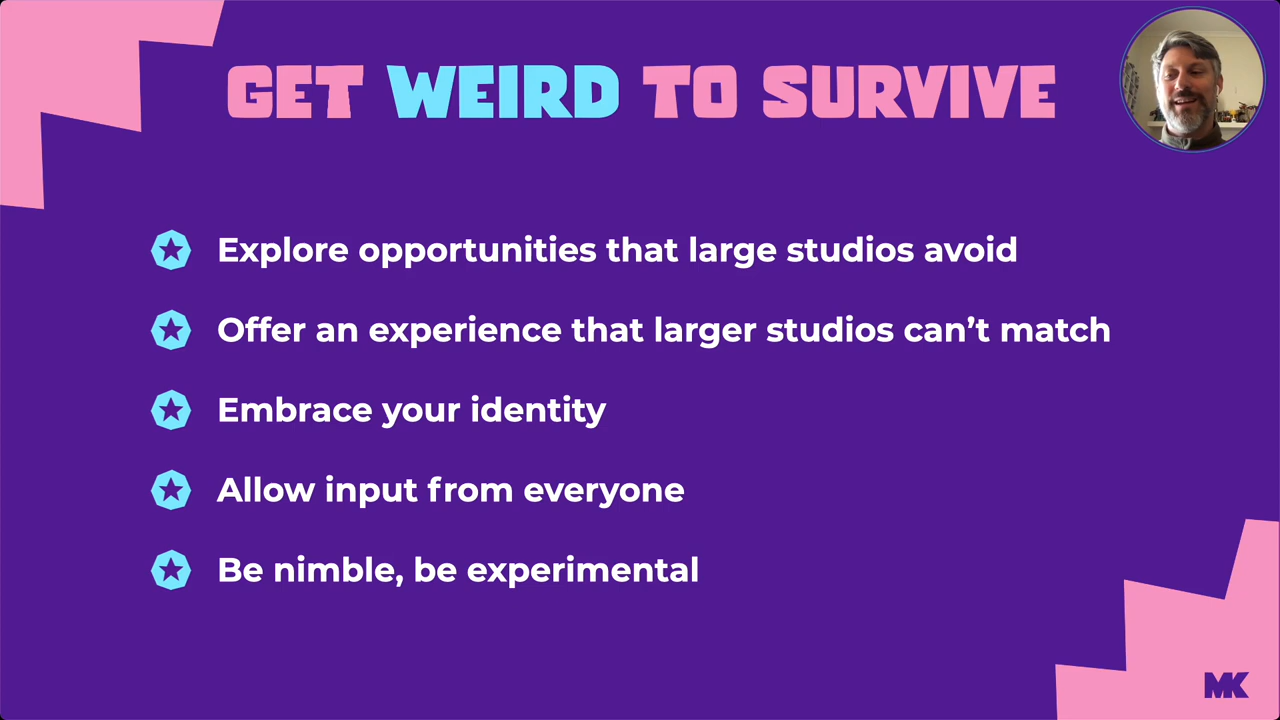 GET WEIRD TO SURVIVE
Explore opportunities that large studios avoid
Offer an experience that larger studios can’t match
Embrace your identity
Allow input from everyone
Be nimble, be experimental
MK